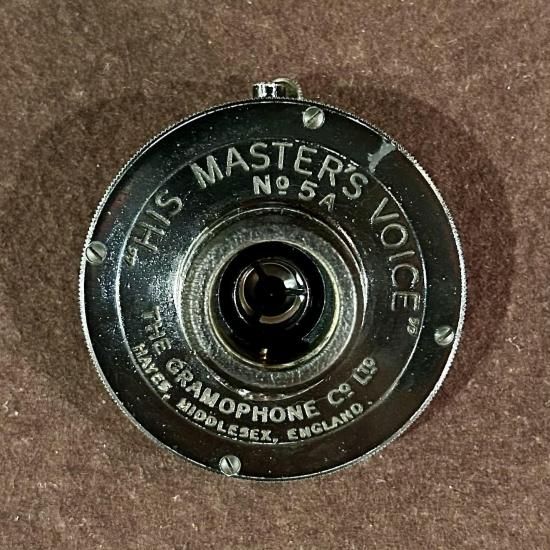 "HIS MASTER'S VOICE"
Nº 5A
THE GRAMOPHONE Cº LTD
HAYES, MIDDLESEX, ENGLAND.